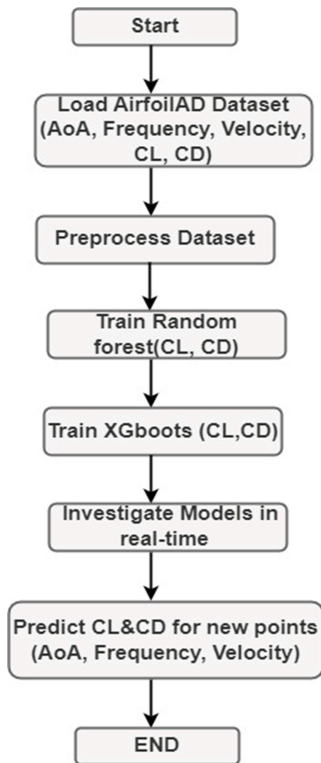 Start
Load AirfoilAD Dataset
(AoA, Frequency, Velocity,
CL, CD)
Preprocess Dataset
Train Random
forest(CL, CD)
Train XGboots (CL,CD)
Investigate Models in
real-time
Predict CL&CD for new points
(AoA, Frequency, Velocity)
END